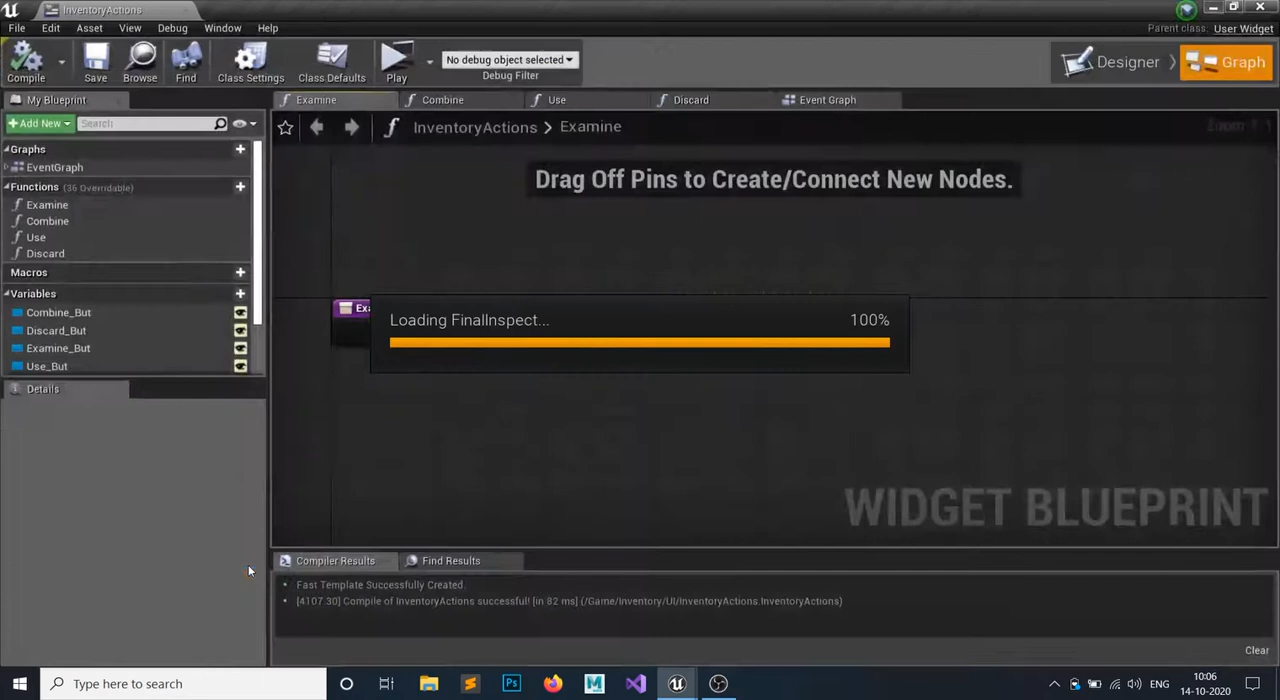 InventoryActions
File Edit Asset View Debug Window Help
Parent class: User Widget
Compile Save Browse Find Class Settings Class Defaults Play
No debug object selected
Debug Filter
Designer Graph
My Blueprint
Examine Combine Use Discard Event Graph
+Add New Search
InventoryActions > Examine
Zoom 1:1
Graphs
EventGraph
Functions (36 Overridable)
Examine
Combine
Use
Discard
Macros
Variables
Combine_But
Discard_But
Examine_But
Use_But
Details
Drag Off Pins to Create/Connect New Nodes.
Exa
Loading FinalInspect... 100%
WIDGET BLUEPRINT
Compiler Results Find Results
Fast Template Successfully Created.
[4107.30] Compile of InventoryActions successful! [in 82 ms] (/Game/Inventory/UI/InventoryActions.InventoryActions)
Clear
Type here to search
Ps
M
ENG
10:06
14-10-2020